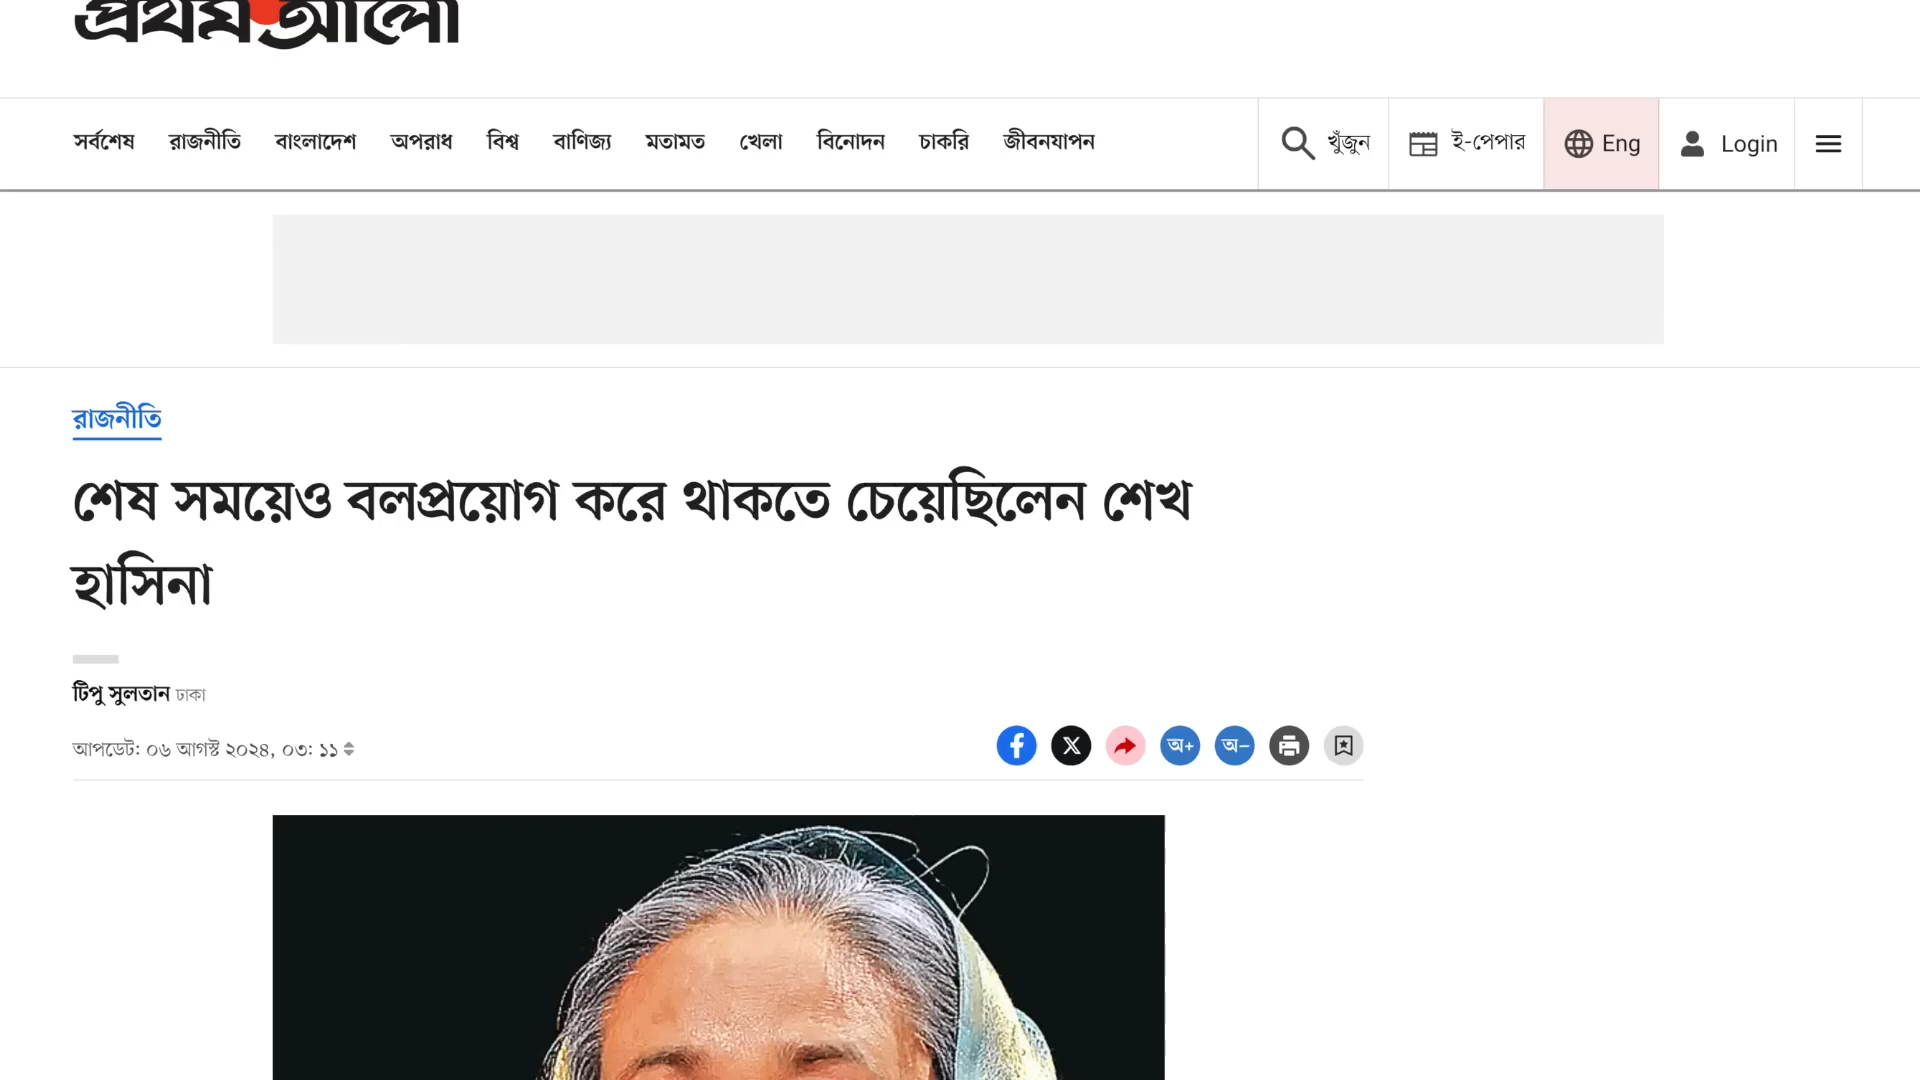 প্রথম আলো
সর্বশেষ রাজনীতি বাংলাদেশ অপরাধ বিশ্ব বাণিজ্য মতামত খেলা বিনোদন চাকরি জীবনযাপন খুঁজুন ই-পেপার Eng Login
রাজনীতি
শেষ সময়েও বলপ্রয়োগ করে থাকতে চেয়েছিলেন শেখ
হাসিনা
টিপু সুলতান ঢাকা
আপডেট: ০৬ আগস্ট ২০২৪, ০৩: ১১
অ+ অ-